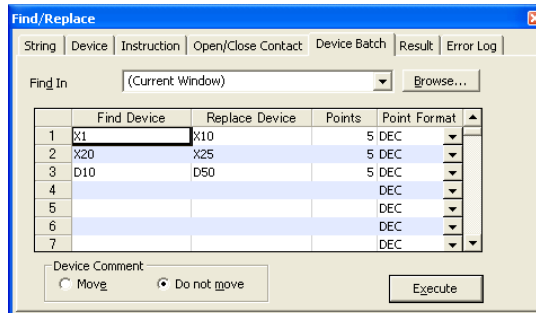 Find/Replace
String Device Instruction Open/Close Contact Device Batch Result Error Log
Find In (Current Window) Browse...
Find Device Replace Device Points Point Format
1 X1 X10 5 DEC
2 X20 X25 5 DEC
3 D10 D50 5 DEC
4 DEC
5 DEC
6 DEC
7 DEC
Device Comment
Move Do not move
Execute